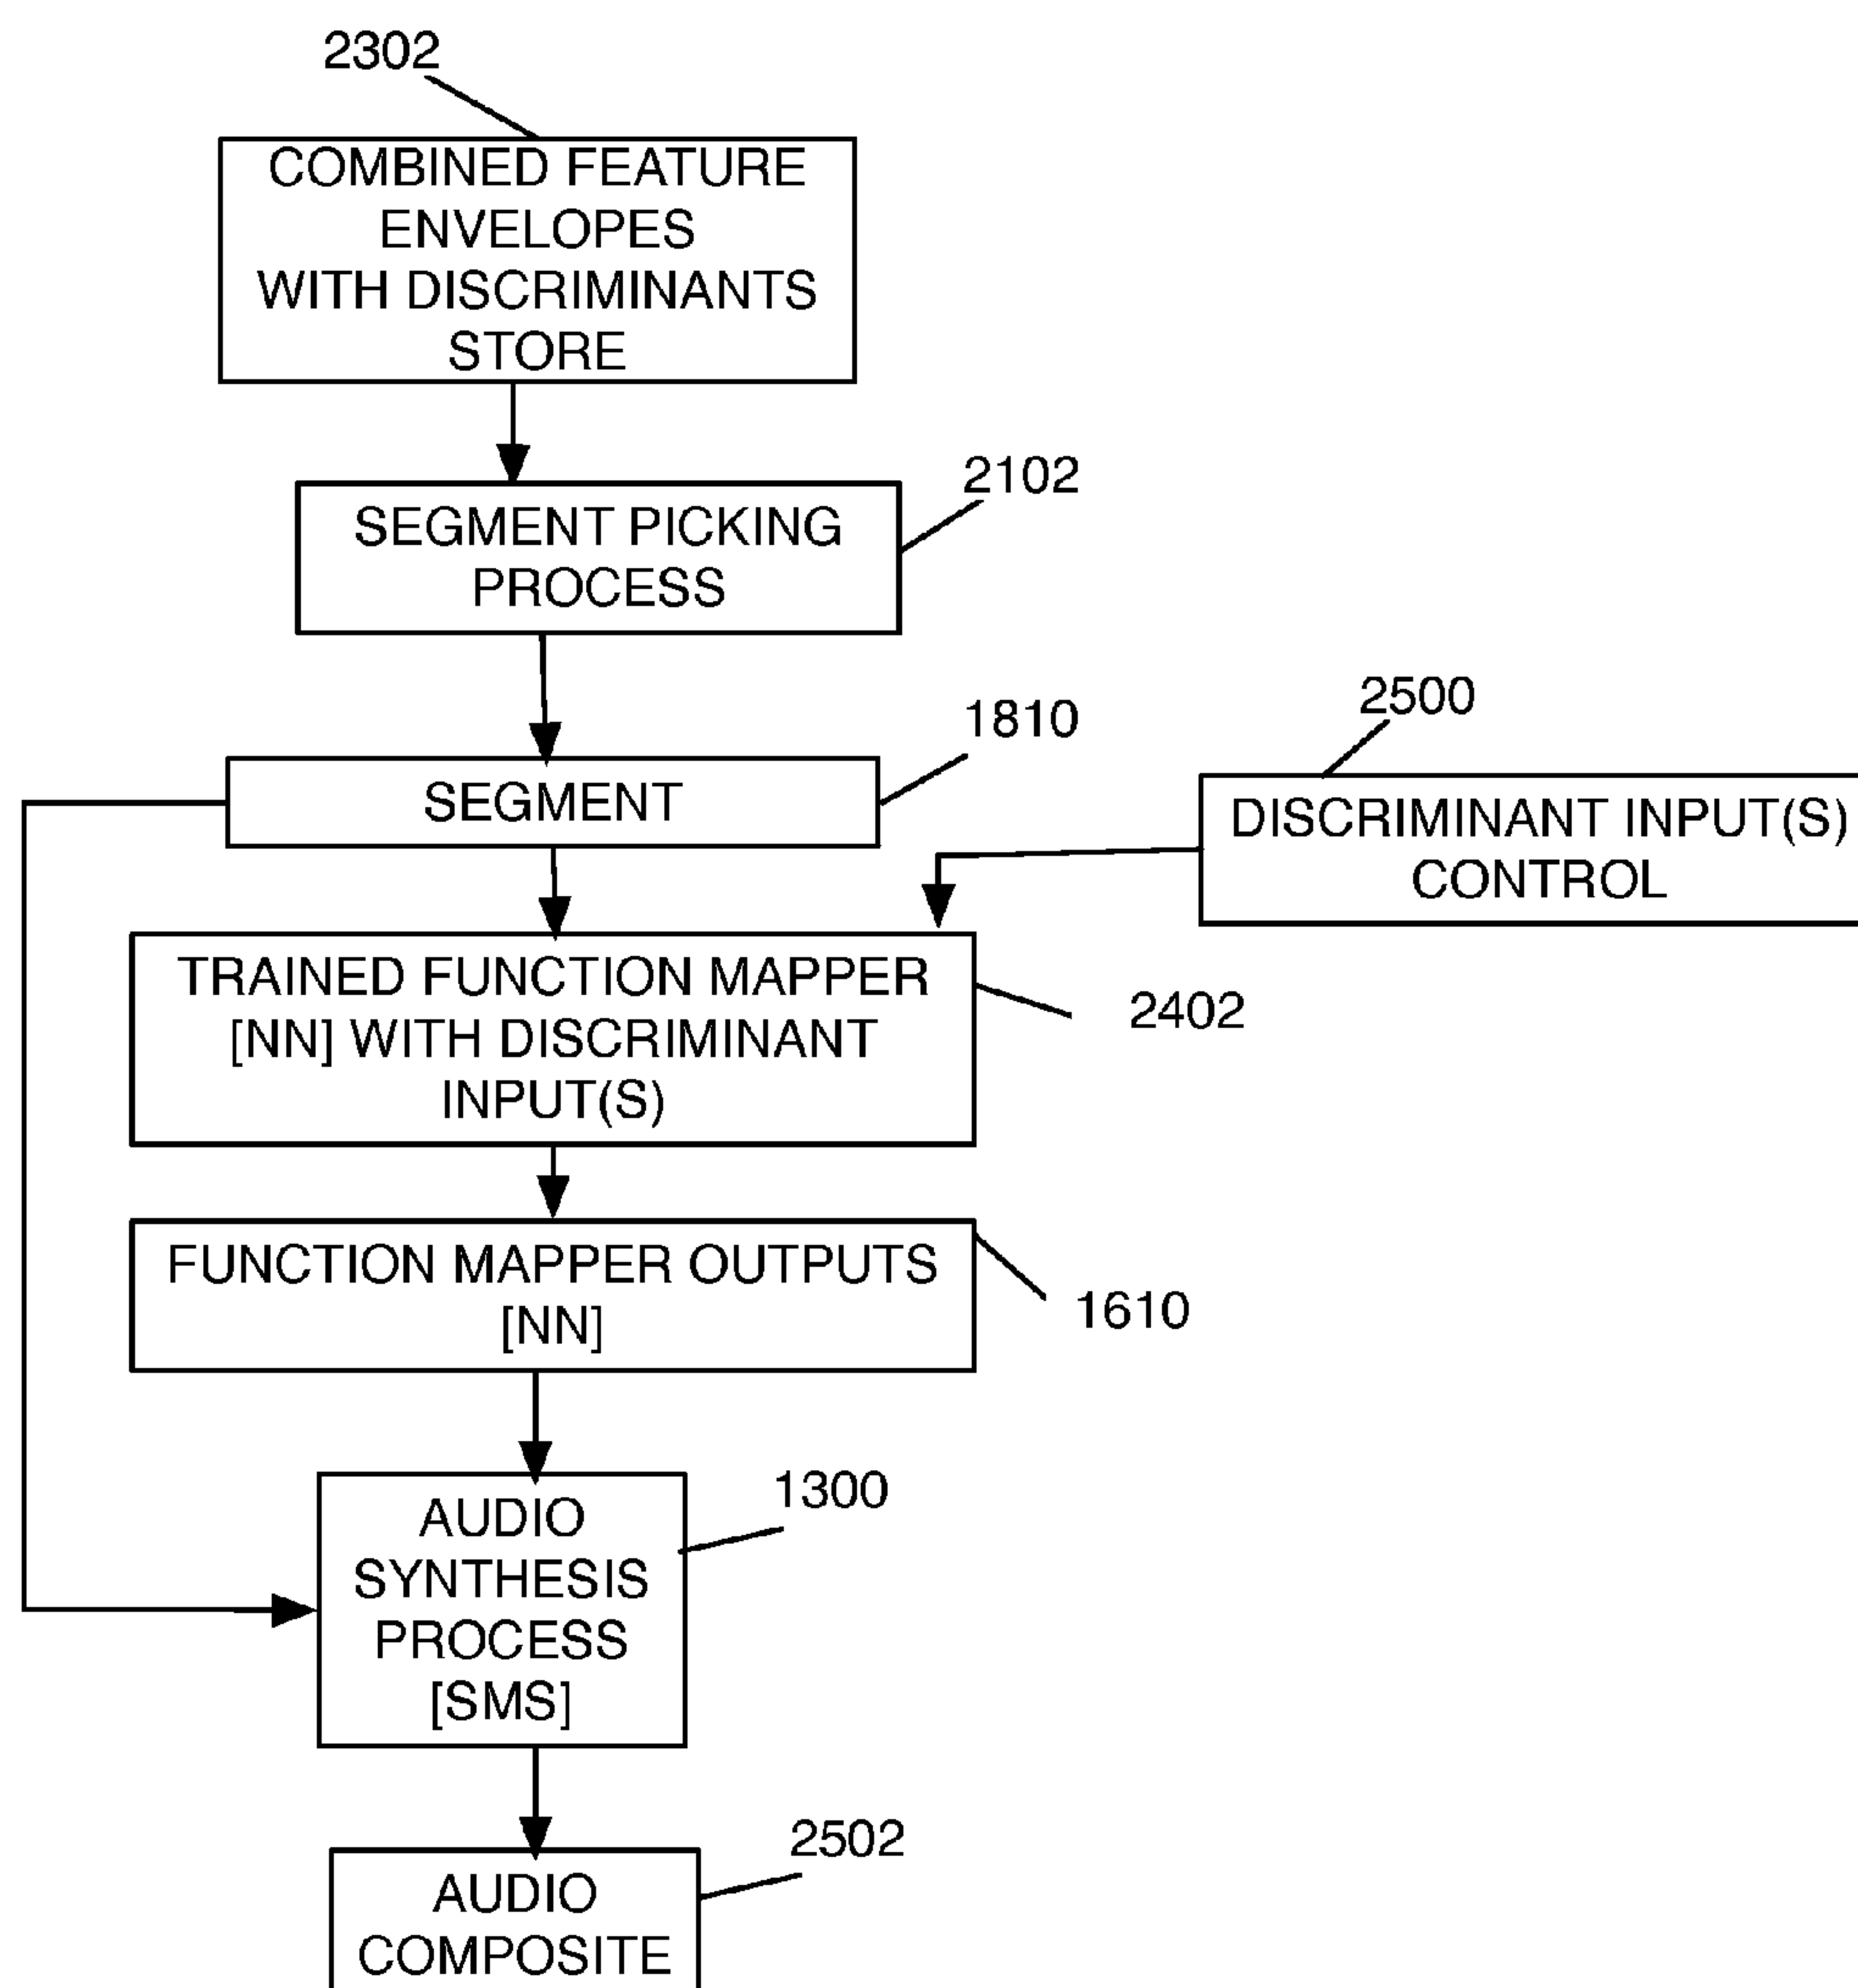 2302
COMBINED FEATURE
ENVELOPES
WITH DISCRIMINANTS
STORE
2102
SEGMENT PICKING
PROCESS
1810
SEGMENT
2500
DISCRIMINANT INPUT(S)
CONTROL
TRAINED FUNCTION MAPPER
[NN] WITH DISCRIMINANT
INPUT(S)
2402
FUNCTION MAPPER OUTPUTS
[NN]
1610
1300
AUDIO
SYNTHESIS
PROCESS
[SMS]
2502
AUDIO
COMPOSITE